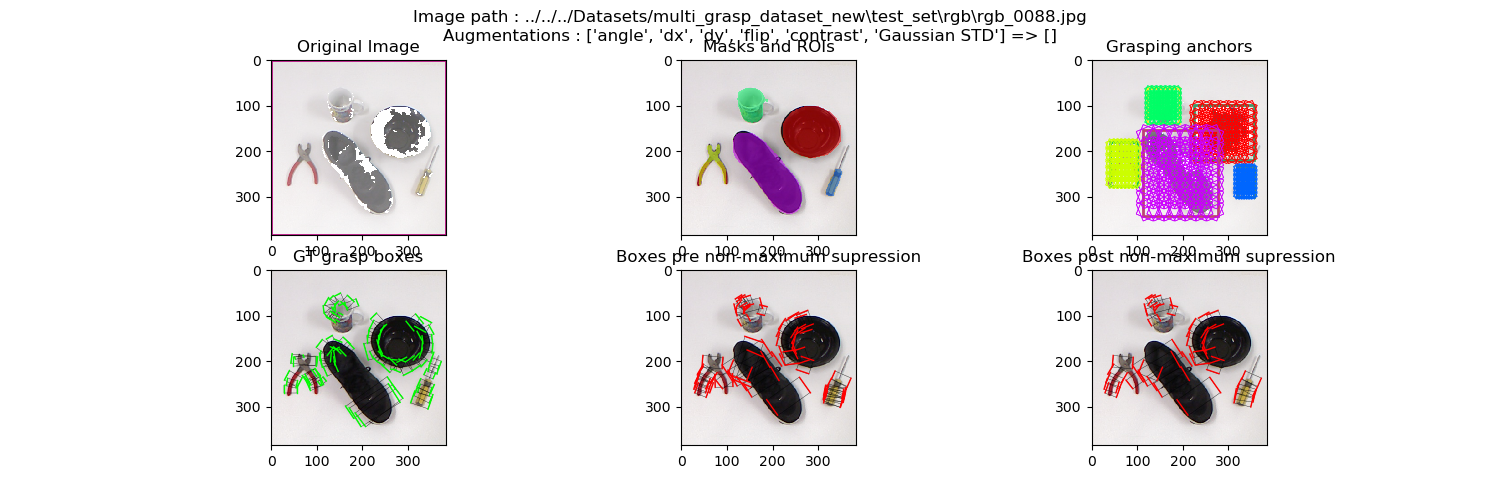 Image path : ../../../Datasets/multi_grasp_dataset_new\test_set\rgb\rgb_0088.jpg
Augmentations : ['angle', 'dx', 'dy', 'flip', 'contrast', 'Gaussian STD'] => []
Original Image
Masks and ROIs
Grasping anchors
0
100
200
300
0 100 200 300
0
100
200
300
0 100 200 300
0
100
200
300
0 100 200 300
GT grasp boxes
Boxes pre non-maximum supression
Boxes post non-maximum supression
0
100
200
300
0 100 200 300
0
100
200
300
0 100 200 300
0
100
200
300
0 100 200 300